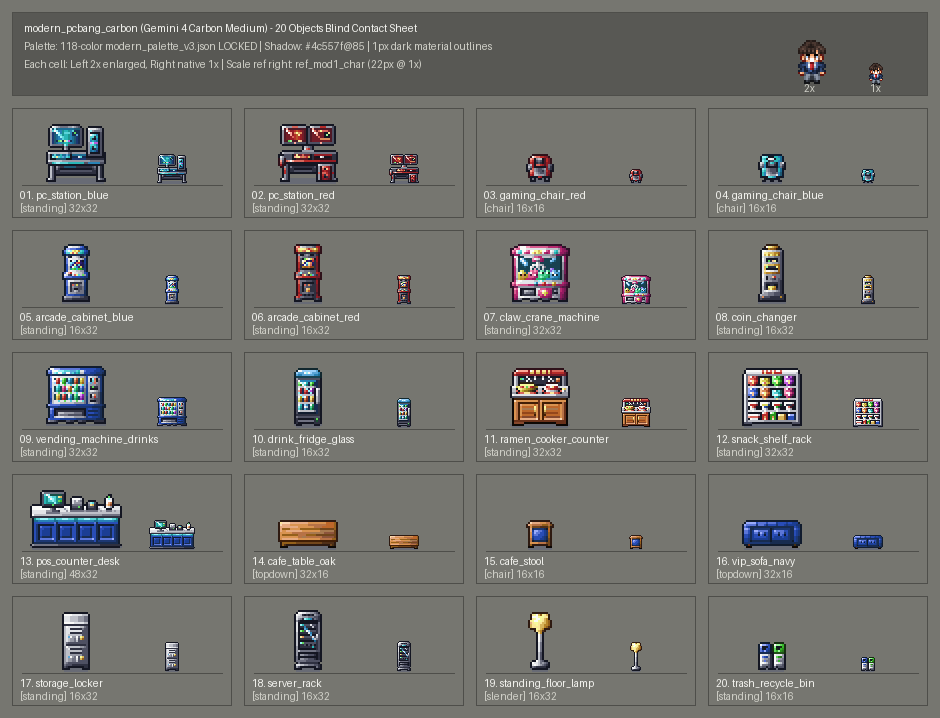 modern_pcbang_carbon (Gemini 4 Carbon Medium) - 20 Objects Blind Contact Sheet
Palette: 118-color modern_palette_v3.json LOCKED | Shadow: #4c557f@85 | 1px dark material outlines
Each cell: Left 2x enlarged, Right native 1x | Scale ref right: ref_mod1_char (22px @ 1x)
2x 1x
01. pc_station_blue
[standing] 32x32
02. pc_station_red
[standing] 32x32
03. gaming_chair_red
[chair] 16x16
04. gaming_chair_blue
[chair] 16x16
05. arcade_cabinet_blue
[standing] 16x32
06. arcade_cabinet_red
[standing] 16x32
07. claw_crane_machine
[standing] 32x32
08. coin_changer
[standing] 16x32
09. vending_machine_drinks
[standing] 32x32
10. drink_fridge_glass
[standing] 16x32
11. ramen_cooker_counter
[standing] 32x32
12. snack_shelf_rack
[standing] 32x32
13. pos_counter_desk
[standing] 48x32
14. cafe_table_oak
[topdown] 32x16
15. cafe_stool
[chair] 16x16
16. vip_sofa_navy
[topdown] 32x16
17. storage_locker
[standing] 16x32
18. server_rack
[standing] 16x32
19. standing_floor_lamp
[slender] 16x32
20. trash_recycle_bin
[standing] 16x16